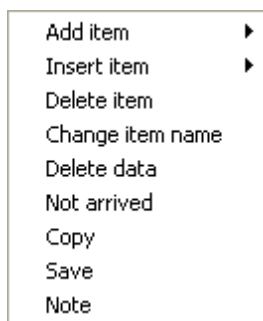 Add item
Insert item
Delete item
Change item name
Delete data
Not arrived
Copy
Save
Note